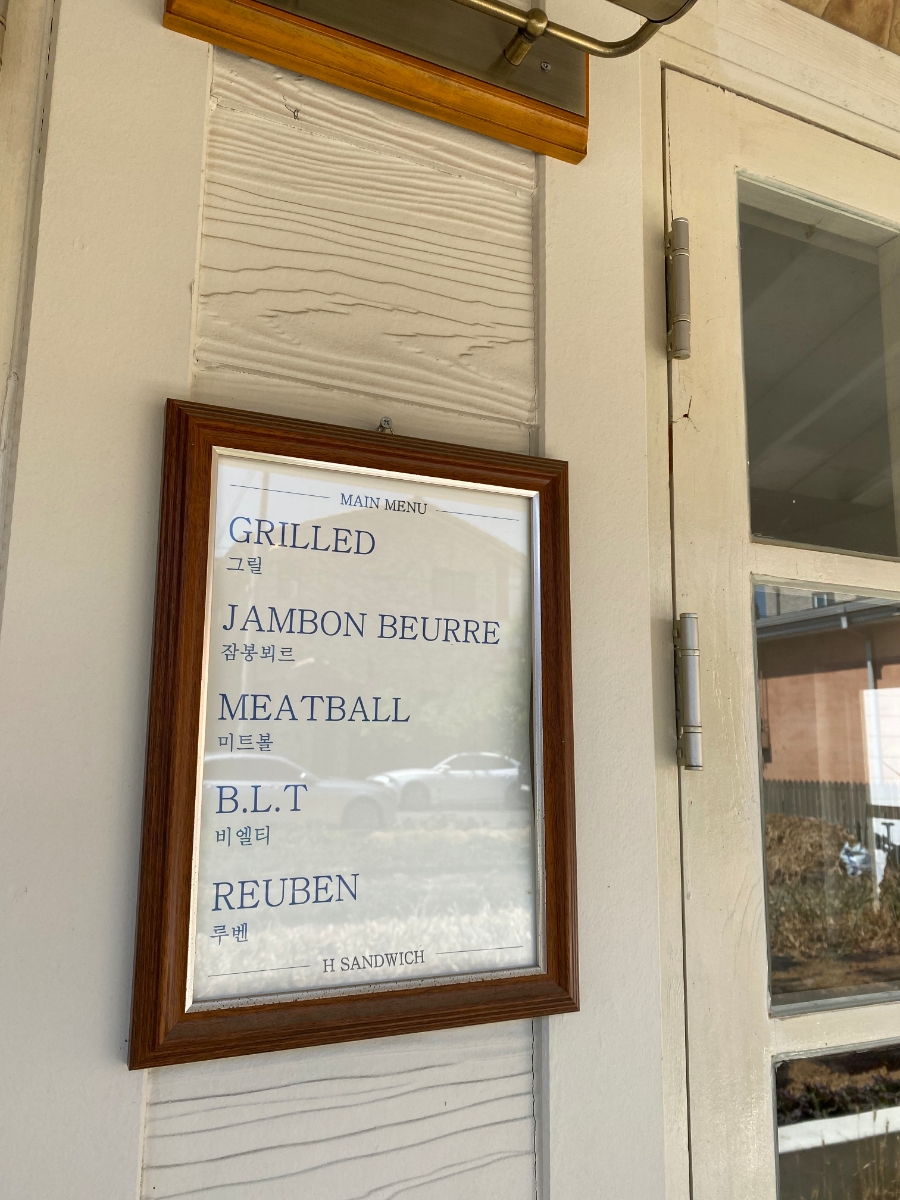 MAIN MENU
GRILLED
그릴
JAMBON BEURRE
잠봉뵈르
MEATBALL
미트볼
B.L.T
비엘티
REUBEN
루벤
H SANDWICH